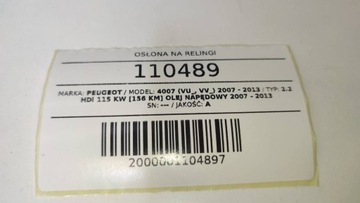 OSŁONA NA RELINGI
110489
MARKA: PEUGEOT / MODEL: 4007 (VU_, VV_) 2007 - 2013 / TYP: 2.2
HDI 115 KW [156 KM] OLEJ NAPĘDOWY 2007 - 2013
SN: --- / JAKOŚĆ: A
2000001104897